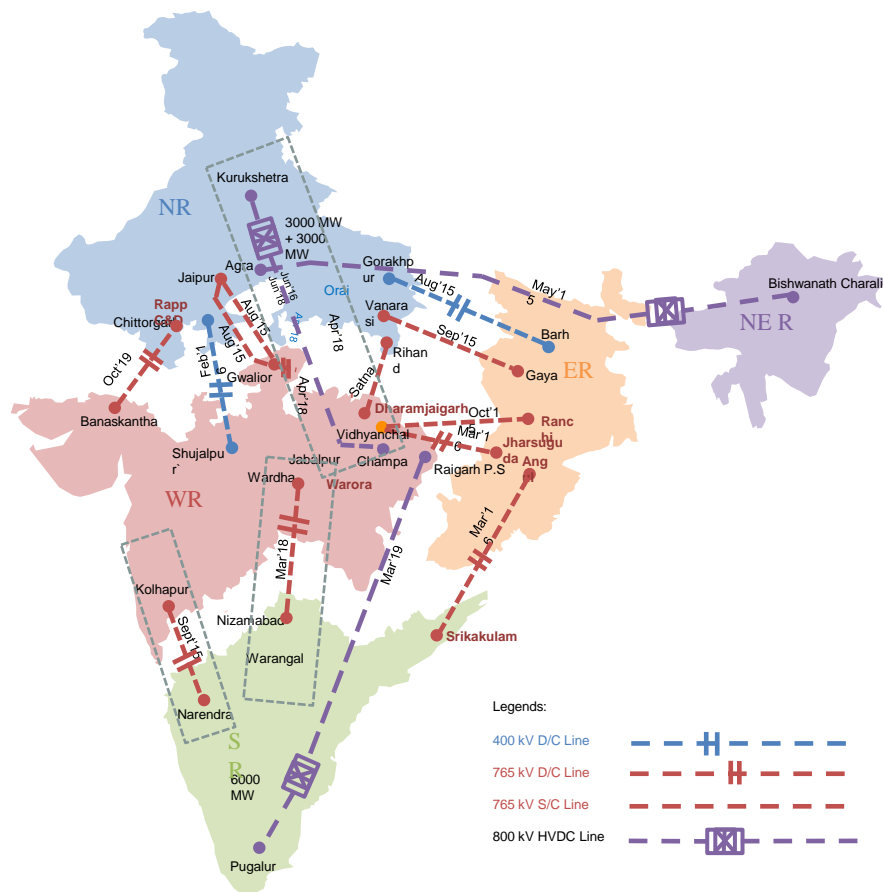 Kurukshetra
NR
3000 MW
+ 3000
MW
Agra
Jaipur
Gorakhp
ur
Aug'15
May'1
5
Bishwanath Charali
NE R
Jun'16
Jun'18
Orai
Apr'18
Rapp
Chittorgar
Aug'15
Aug'15
Vanara
si
Sep'15
Barh
Rihan
d
Gaya
ER
Oct'19
Feb'1
6
Gwalior
Apr'18
Satna
Banaskantha
Dharamjaigarh
Oct'1
5
Ranc
hi
Vidhyanchal
Mar'1
6
Jharsugu
da
Ang
Shujalpu
r`
Jabalpur
Champa
Raigarh P.S
Wardha
Warora
WR
Mar'18
Mar'19
Mar'1
6
Kolhapur
Sept'15
Nizamabad
Warangal
Srikakulam
Narendra
S
R
6000
MW
Pugalur
Legends:
400 kV D/C Line
765 kV D/C Line
765 kV S/C Line
800 kV HVDC Line